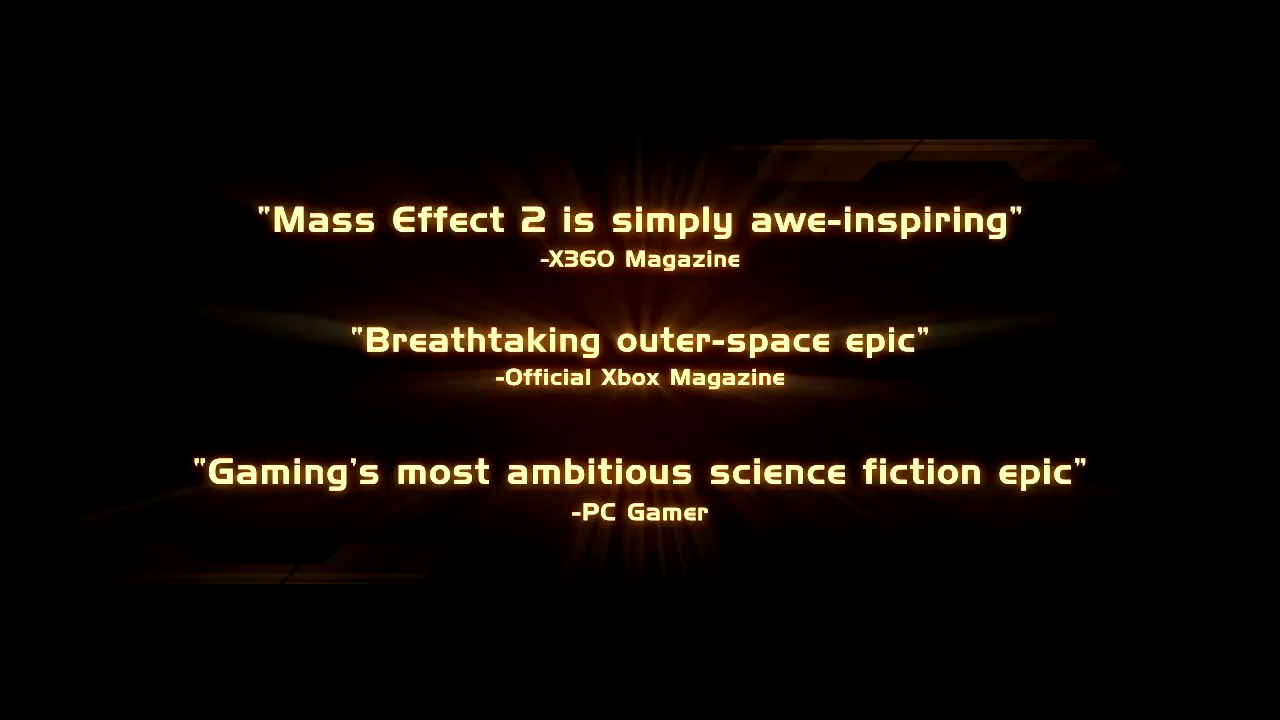 "Mass Effect 2 is simply awe-inspiring"
-X360 Magazine
"Breathtaking outer-space epic"
-Official Xbox Magazine
"Gaming's most ambitious science fiction epic"
-PC Gamer